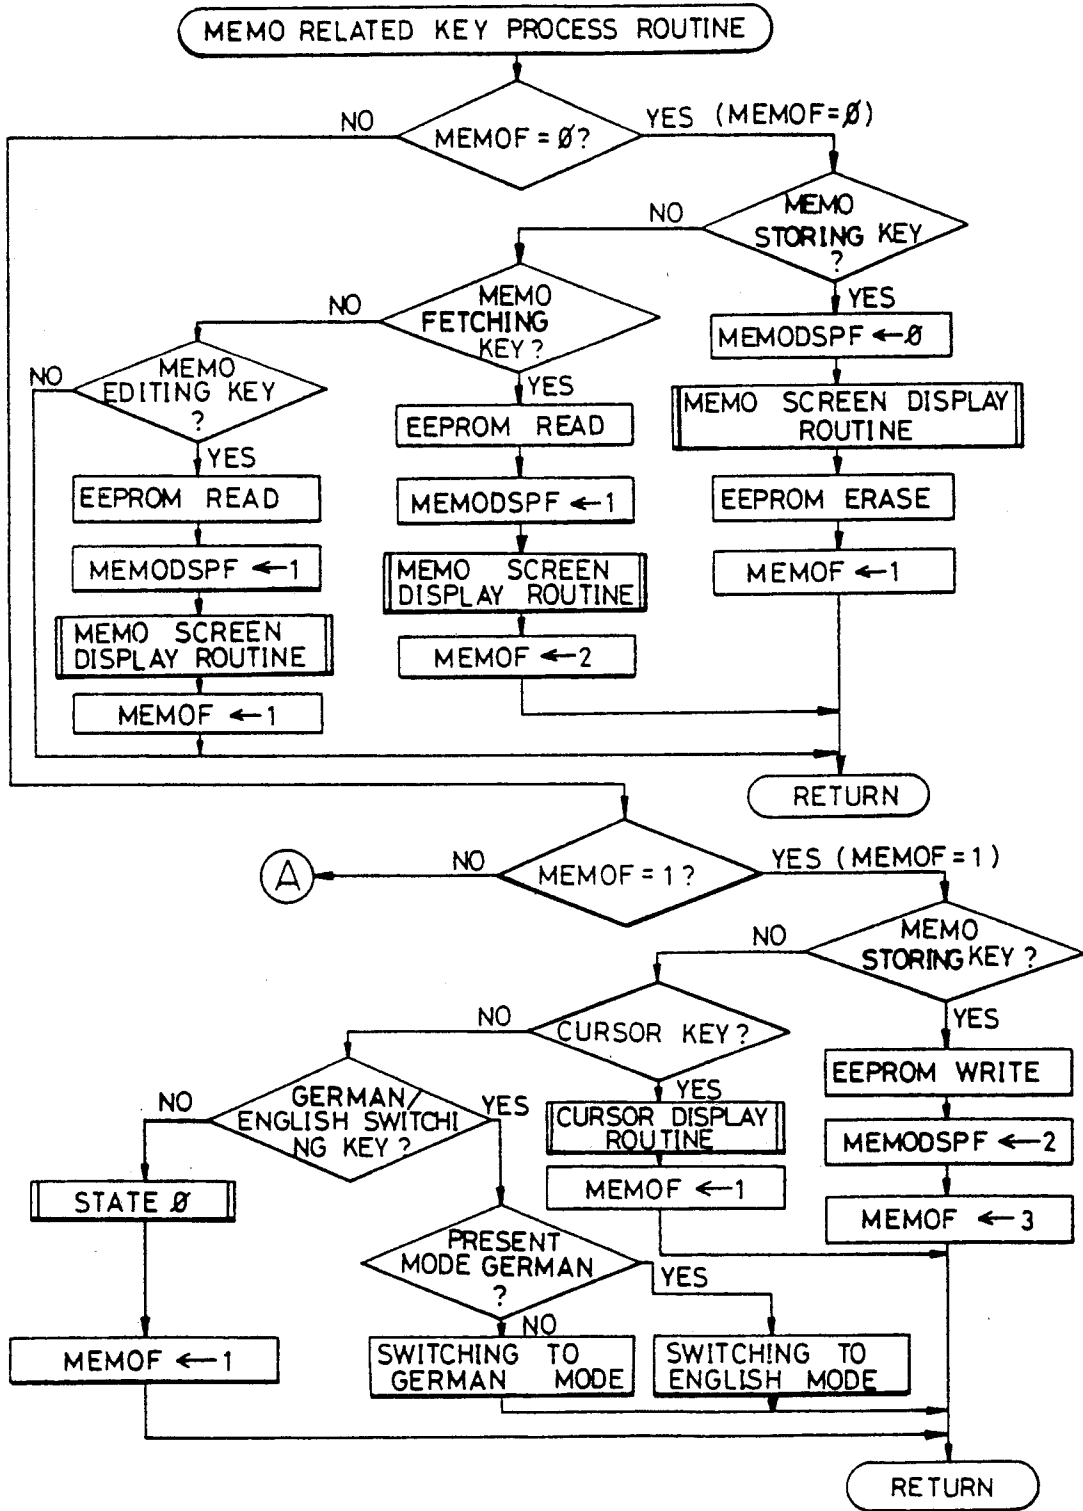 MEMO RELATED KEY PROCESS ROUTINE
NO
MEMOF = Ø?
YES (MEMOF=Ø)
NO
MEMO
STORING KEY
?
YES
MEMODSPF ←Ø
MEMO SCREEN DISPLAY
ROUTINE
EEPROM ERASE
MEMOF ←1
NO
MEMO
FETCHING
KEY?
YES
EEPROM READ
MEMODSPF ←1
MEMO SCREEN
DISPLAY ROUTINE
MEMOF ←2
NO
MEMO
EDITING KEY
?
YES
EEPROM READ
MEMODSPF ←1
MEMO SCREEN
DISPLAY ROUTINE
MEMOF ←1
RETURN
A
NO
MEMOF = 1?
YES (MEMOF=1)
NO
MEMO
STORING KEY?
YES
EEPROM WRITE
MEMODSPF ←2
MEMOF ←3
NO
CURSOR KEY?
YES
CURSOR DISPLAY
ROUTINE
MEMOF ←1
NO
GERMAN/
ENGLISH SWITCHI
NG KEY?
YES
STATE Ø
MEMOF ←1
PRESENT
MODE GERMAN
?
YES
NO
SWITCHING TO
GERMAN MODE
SWITCHING TO
ENGLISH MODE
RETURN